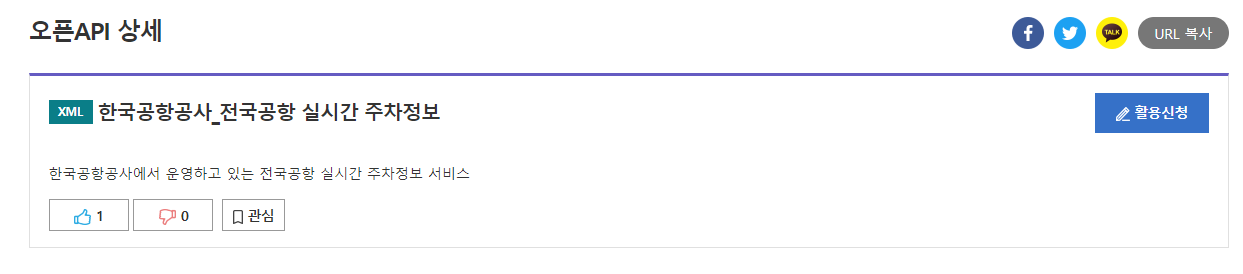 오픈API 상세
TALK
URL 복사
XML 한국공항공사_전국공항 실시간 주차정보
활용신청
한국공항공사에서 운영하고 있는 전국공항 실시간 주차정보 서비스
1
0
관심